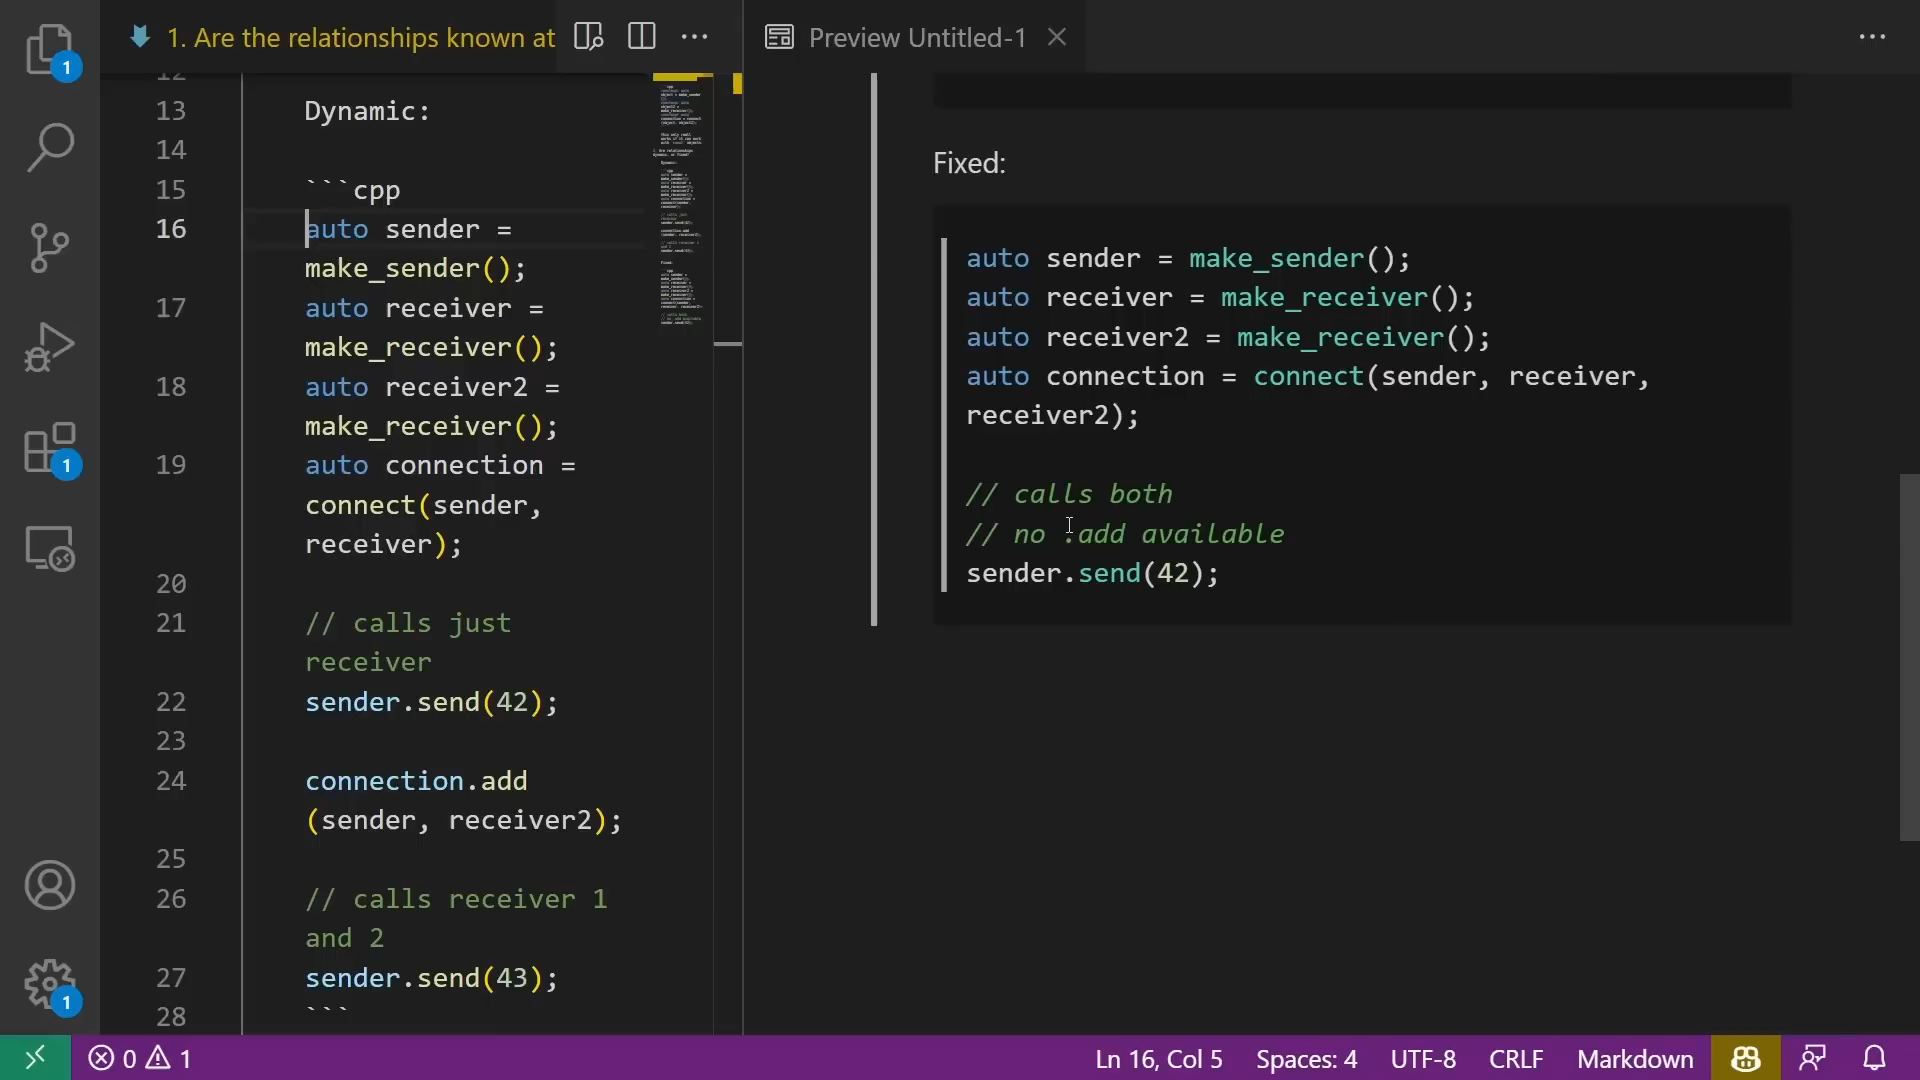 1. Are the relationships known at
Preview Untitled-1
1
13 Dynamic:
14
15 ```cpp
16 auto sender =
make_sender();
17 auto receiver =
make_receiver();
18 auto receiver2 =
make_receiver();
19 auto connection =
connect(sender,
receiver);
20
21 // calls just
receiver
22 sender.send(42);
23
24 connection.add
(sender, receiver2);
25
26 // calls receiver 1
and 2
27 sender.send(43);
28 ```
Fixed:
auto sender = make_sender();
auto receiver = make_receiver();
auto receiver2 = make_receiver();
auto connection = connect(sender, receiver,
receiver2);
// calls both
// no .add available
sender.send(42);
1
1
0 1
Ln 16, Col 5 Spaces: 4 UTF-8 CRLF Markdown